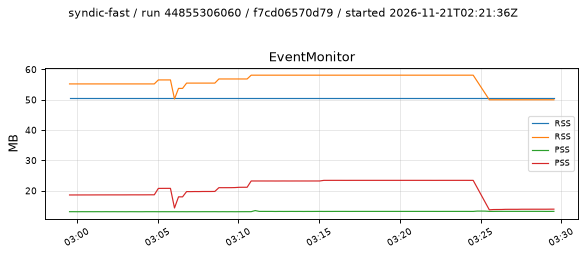 syndic-fast / run 44855306060 / f7cd06570d79 / started 2026-11-21T02:21:36Z
EventMonitor
60
50
40
30
20
MB
RSS
RSS
PSS
PSS
03:00
03:05
03:10
03:15
03:20
03:25
03:30